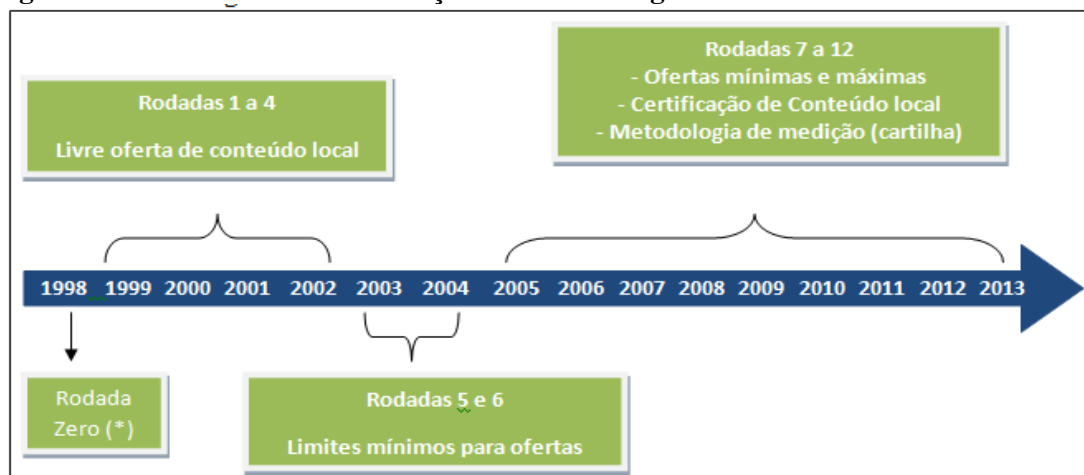 Rodadas 7 a 12
- Ofertas mínimas e máximas
- Certificação de Conteúdo local
- Metodologia de medição (cartilha)
Rodadas 1 a 4
Livre oferta de conteúdo local
1998 1999 2000 2001 2002 2003 2004 2005 2006 2007 2008 2009 2010 2011 2012 2013
Rodada
Zero (*)
Rodadas 5 e 6
Limites mínimos para ofertas